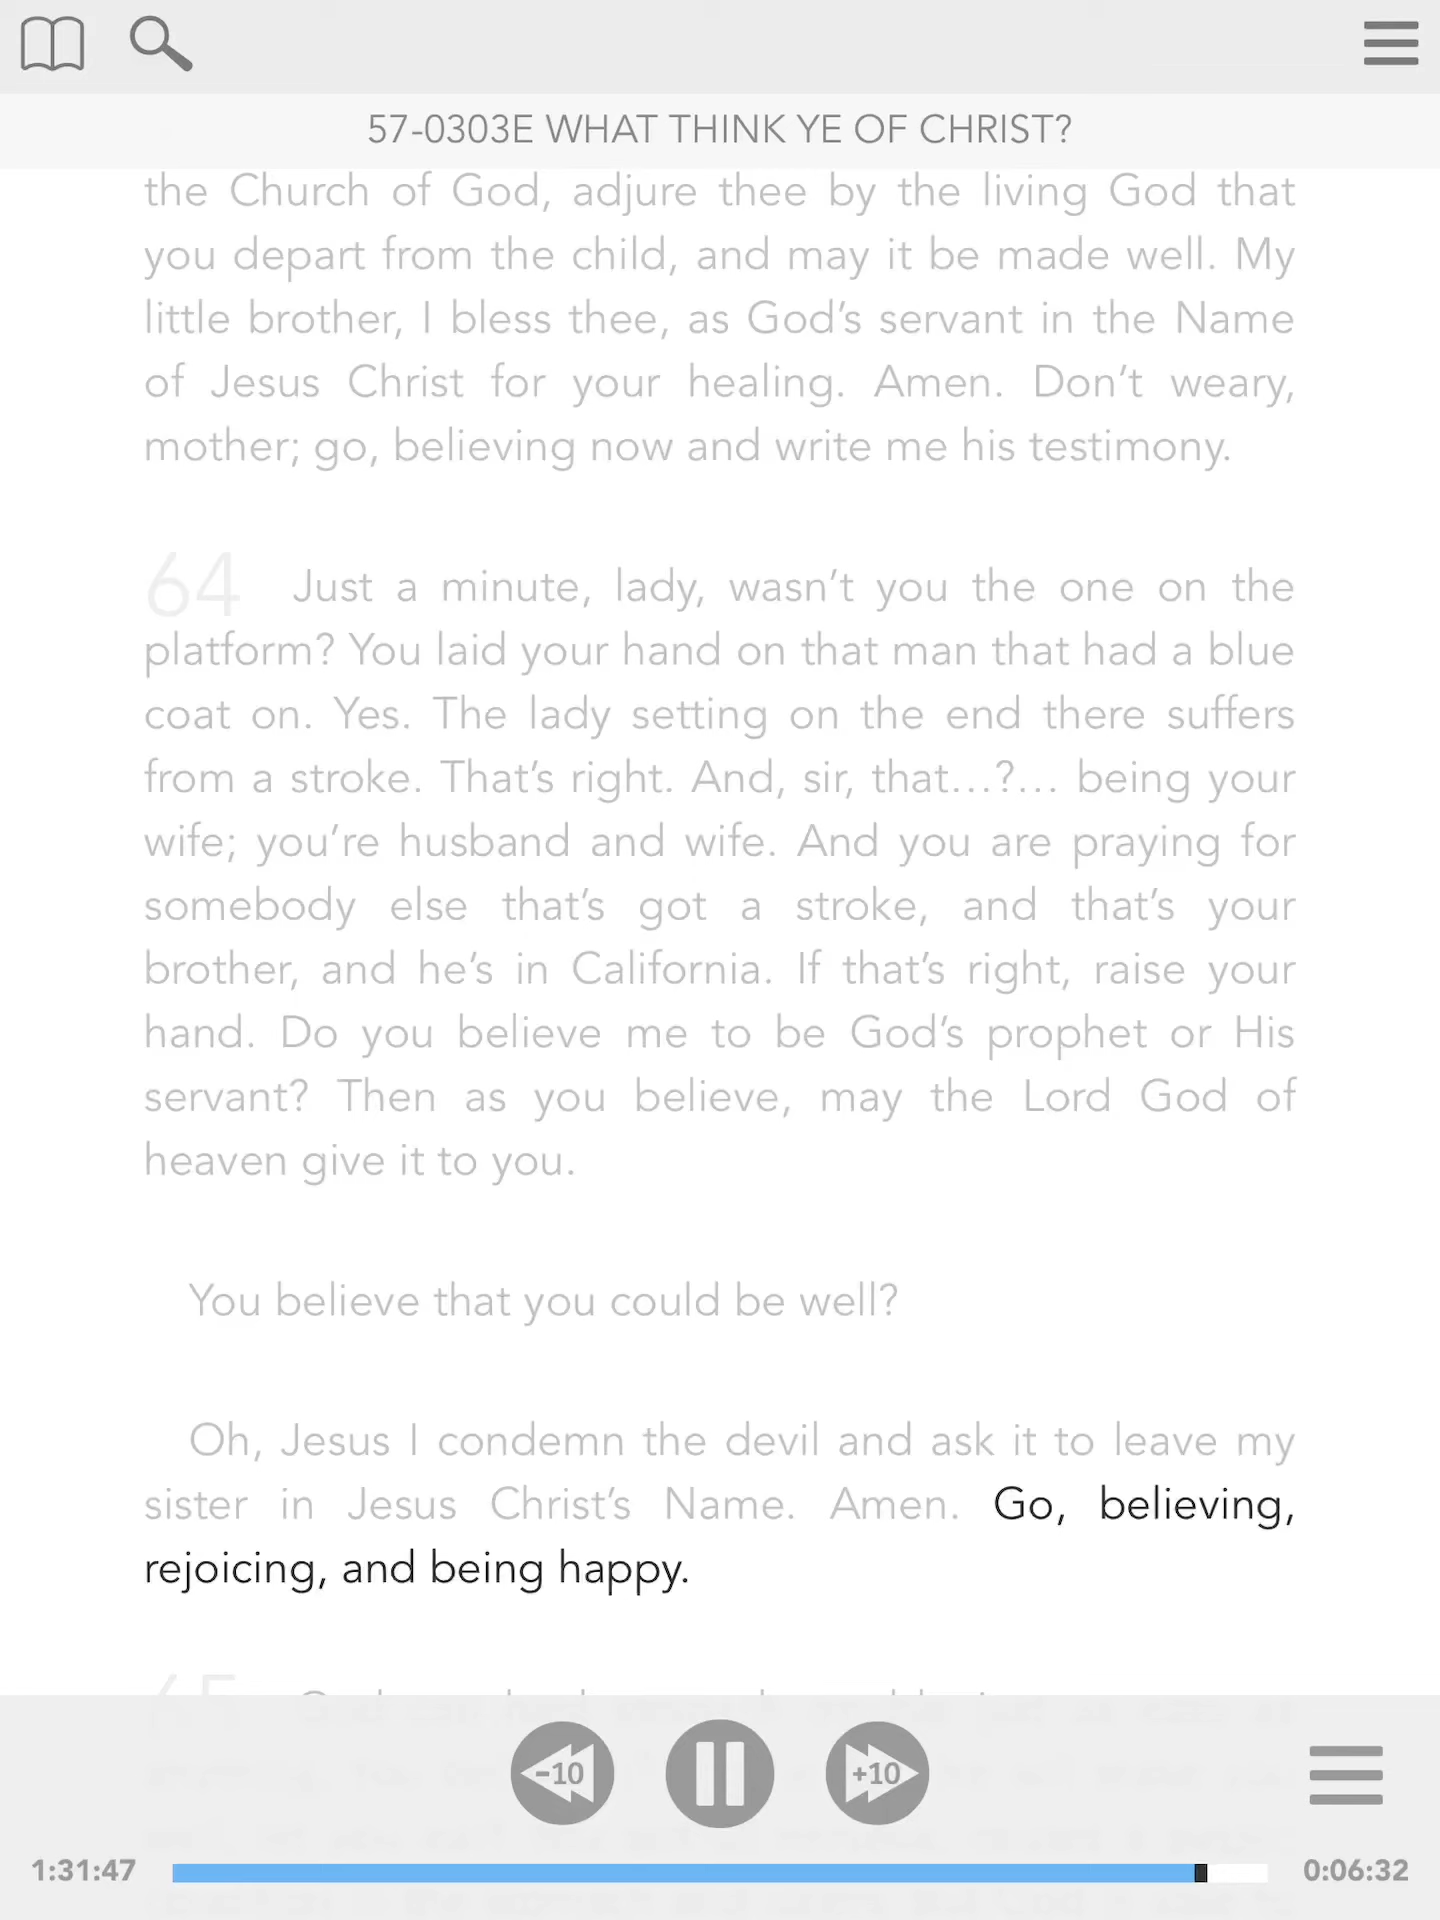 57-0303E WHAT THINK YE OF CHRIST?
the Church of God, adjure thee by the living God that
you depart from the child, and may it be made well. My
little brother, I bless thee, as God’s servant in the Name
of Jesus Christ for your healing. Amen. Don’t weary,
mother; go, believing now and write me his testimony.
64 Just a minute, lady, wasn’t you the one on the
platform? You laid your hand on that man that had a blue
coat on. Yes. The lady setting on the end there suffers
from a stroke. That’s right. And, sir, that…?… being your
wife; you’re husband and wife. And you are praying for
somebody else that’s got a stroke, and that’s your
brother, and he’s in California. If that’s right, raise your
hand. Do you believe me to be God’s prophet or His
servant? Then as you believe, may the Lord God of
heaven give it to you.
You believe that you could be well?
Oh, Jesus I condemn the devil and ask it to leave my
sister in Jesus Christ’s Name. Amen. Go, believing,
rejoicing, and being happy.
65
-10 +10
1:31:47 0:06:32